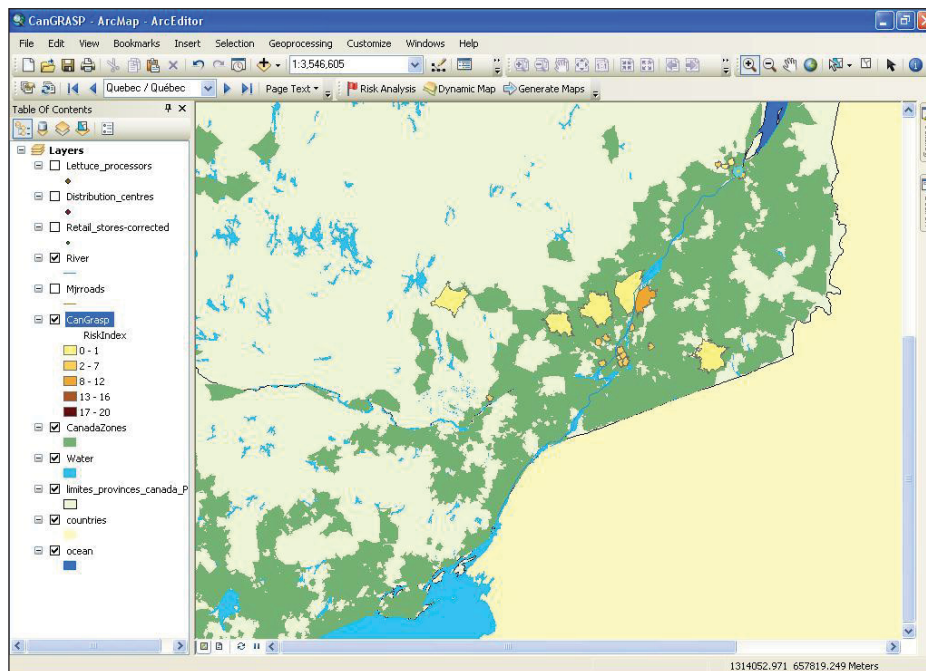 CanGRASP - ArcMap - ArcEditor
File Edit View Bookmarks Insert Selection Geoprocessing Customize Windows Help
1:3,546,605
Quebec / Québec Page Text Risk Analysis Dynamic Map Generate Maps
Table Of Contents
Layers
Lettuce_processors
Distribution_centres
Retail_stores-corrected
River
Mjrroads
CanGrasp
RiskIndex
0 - 1
2 - 7
8 - 12
13 - 16
17 - 20
CanadaZones
Water
limites_provinces_canada_P
countries
ocean
1314052.971 657819.249 Meters